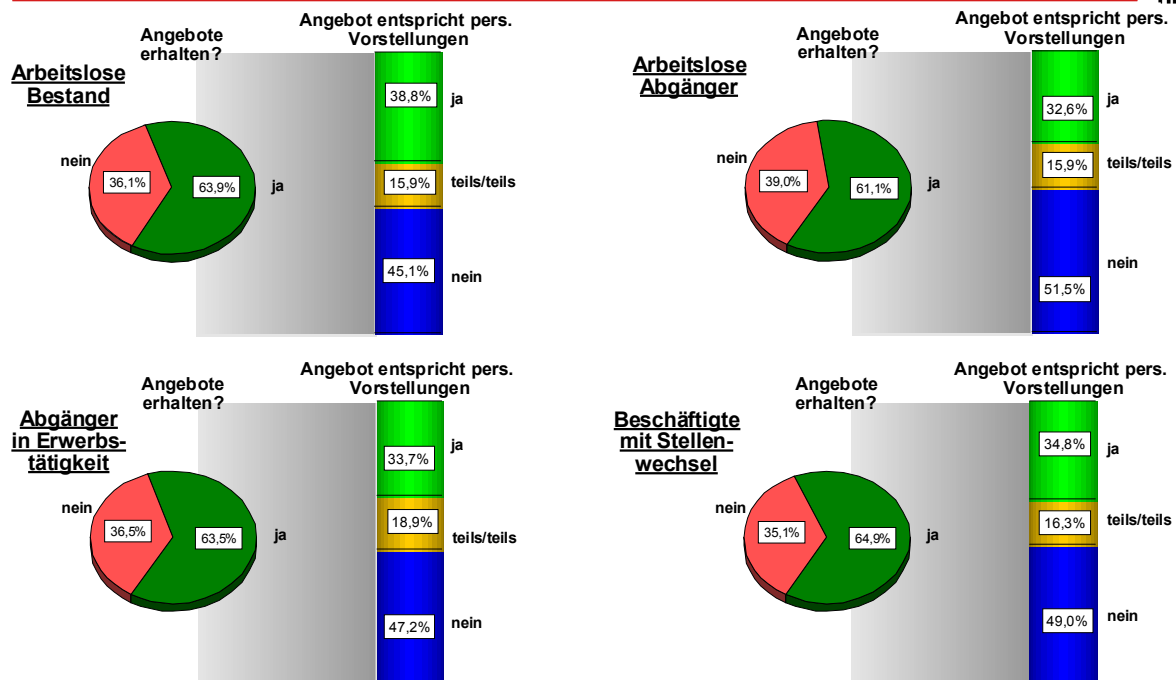 Angebote
erhalten?
Angebot entspricht pers.
Vorstellungen
Arbeitslose
Bestand
nein
36,1%
63,9%
ja
38,8%
ja
15,9%
teils/teils
45,1%
nein
Angebote
erhalten?
Angebot entspricht pers.
Vorstellungen
Arbeitslose
Abgänger
nein
39,0%
61,1%
ja
32,6%
ja
15,9%
teils/teils
51,5%
nein
Angebote
erhalten?
Angebot entspricht pers.
Vorstellungen
Abgänger
in Erwerbs-
tätigkeit
nein
36,5%
63,5%
ja
33,7%
ja
18,9%
teils/teils
47,2%
nein
Angebote
erhalten?
Angebot entspricht pers.
Vorstellungen
Beschäftigte
mit Stellen-
wechsel
nein
35,1%
64,9%
ja
34,8%
ja
16,3%
teils/teils
49,0%
nein